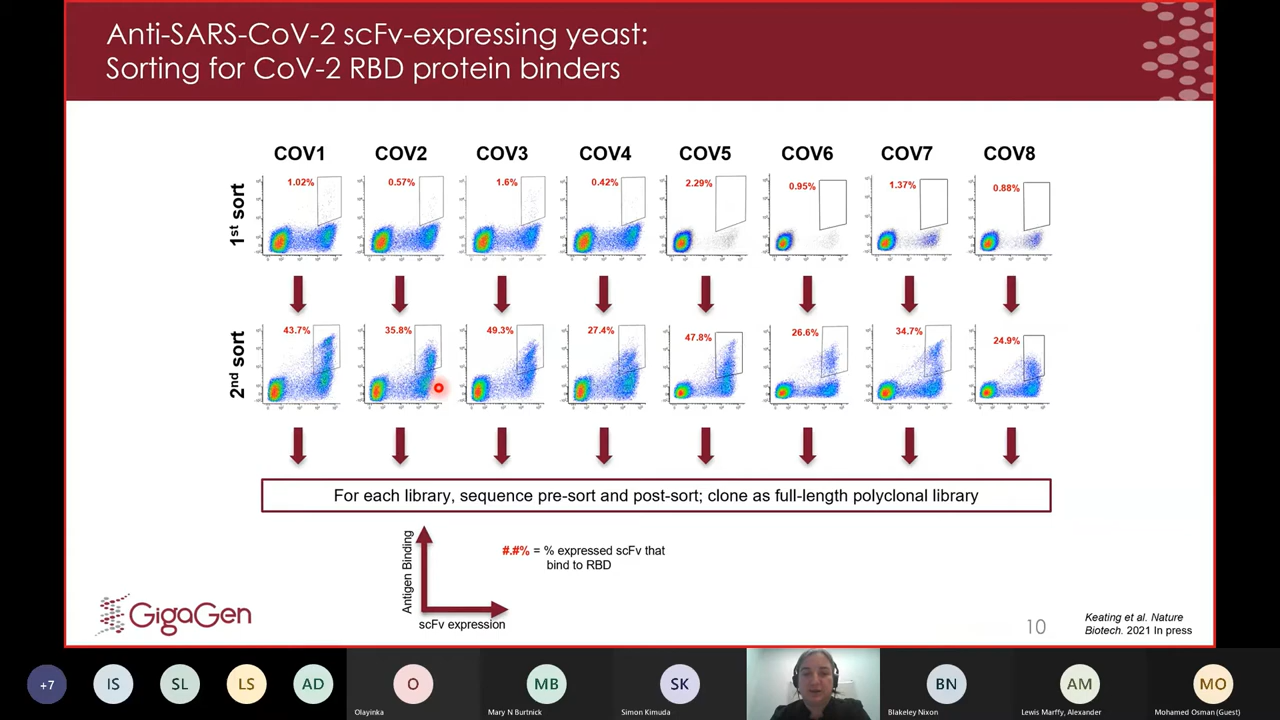 Anti-SARS-CoV-2 scFv-expressing yeast:
Sorting for CoV-2 RBD protein binders
COV1 COV2 COV3 COV4 COV5 COV6 COV7 COV8
1st sort
1.02% 0.57% 1.6% 0.42% 2.29% 0.95% 1.37% 0.88%
2nd sort
43.7% 35.8% 49.3% 27.4% 47.8% 26.6% 34.7% 24.9%
For each library, sequence pre-sort and post-sort; clone as full-length polyclonal library
Antigen Binding
scFv expression
#.#% = % expressed scFv that
bind to RBD
GigaGen
10
Keating et al. Nature
Biotech. 2021 In press
+7 IS SL LS AD O MB SK BN AM MO
Olayinka Mary N Burtnick Simon Kimuda Blakeley Nixon Lewis Marffy, Alexander Mohamed Osman (Guest)